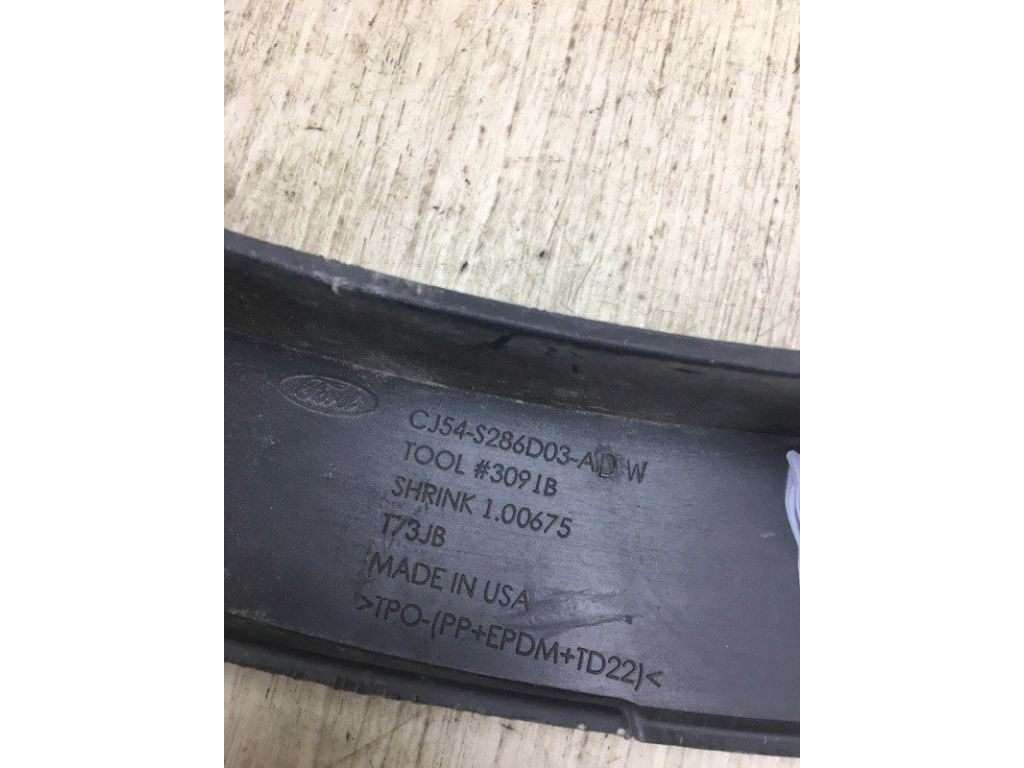 Ford
CJ54-S286D03-AD W
TOOL #3091B
SHRINK 1.00675
T73JB
MADE IN USA
>TPO-(PP+EPDM+TD22)<